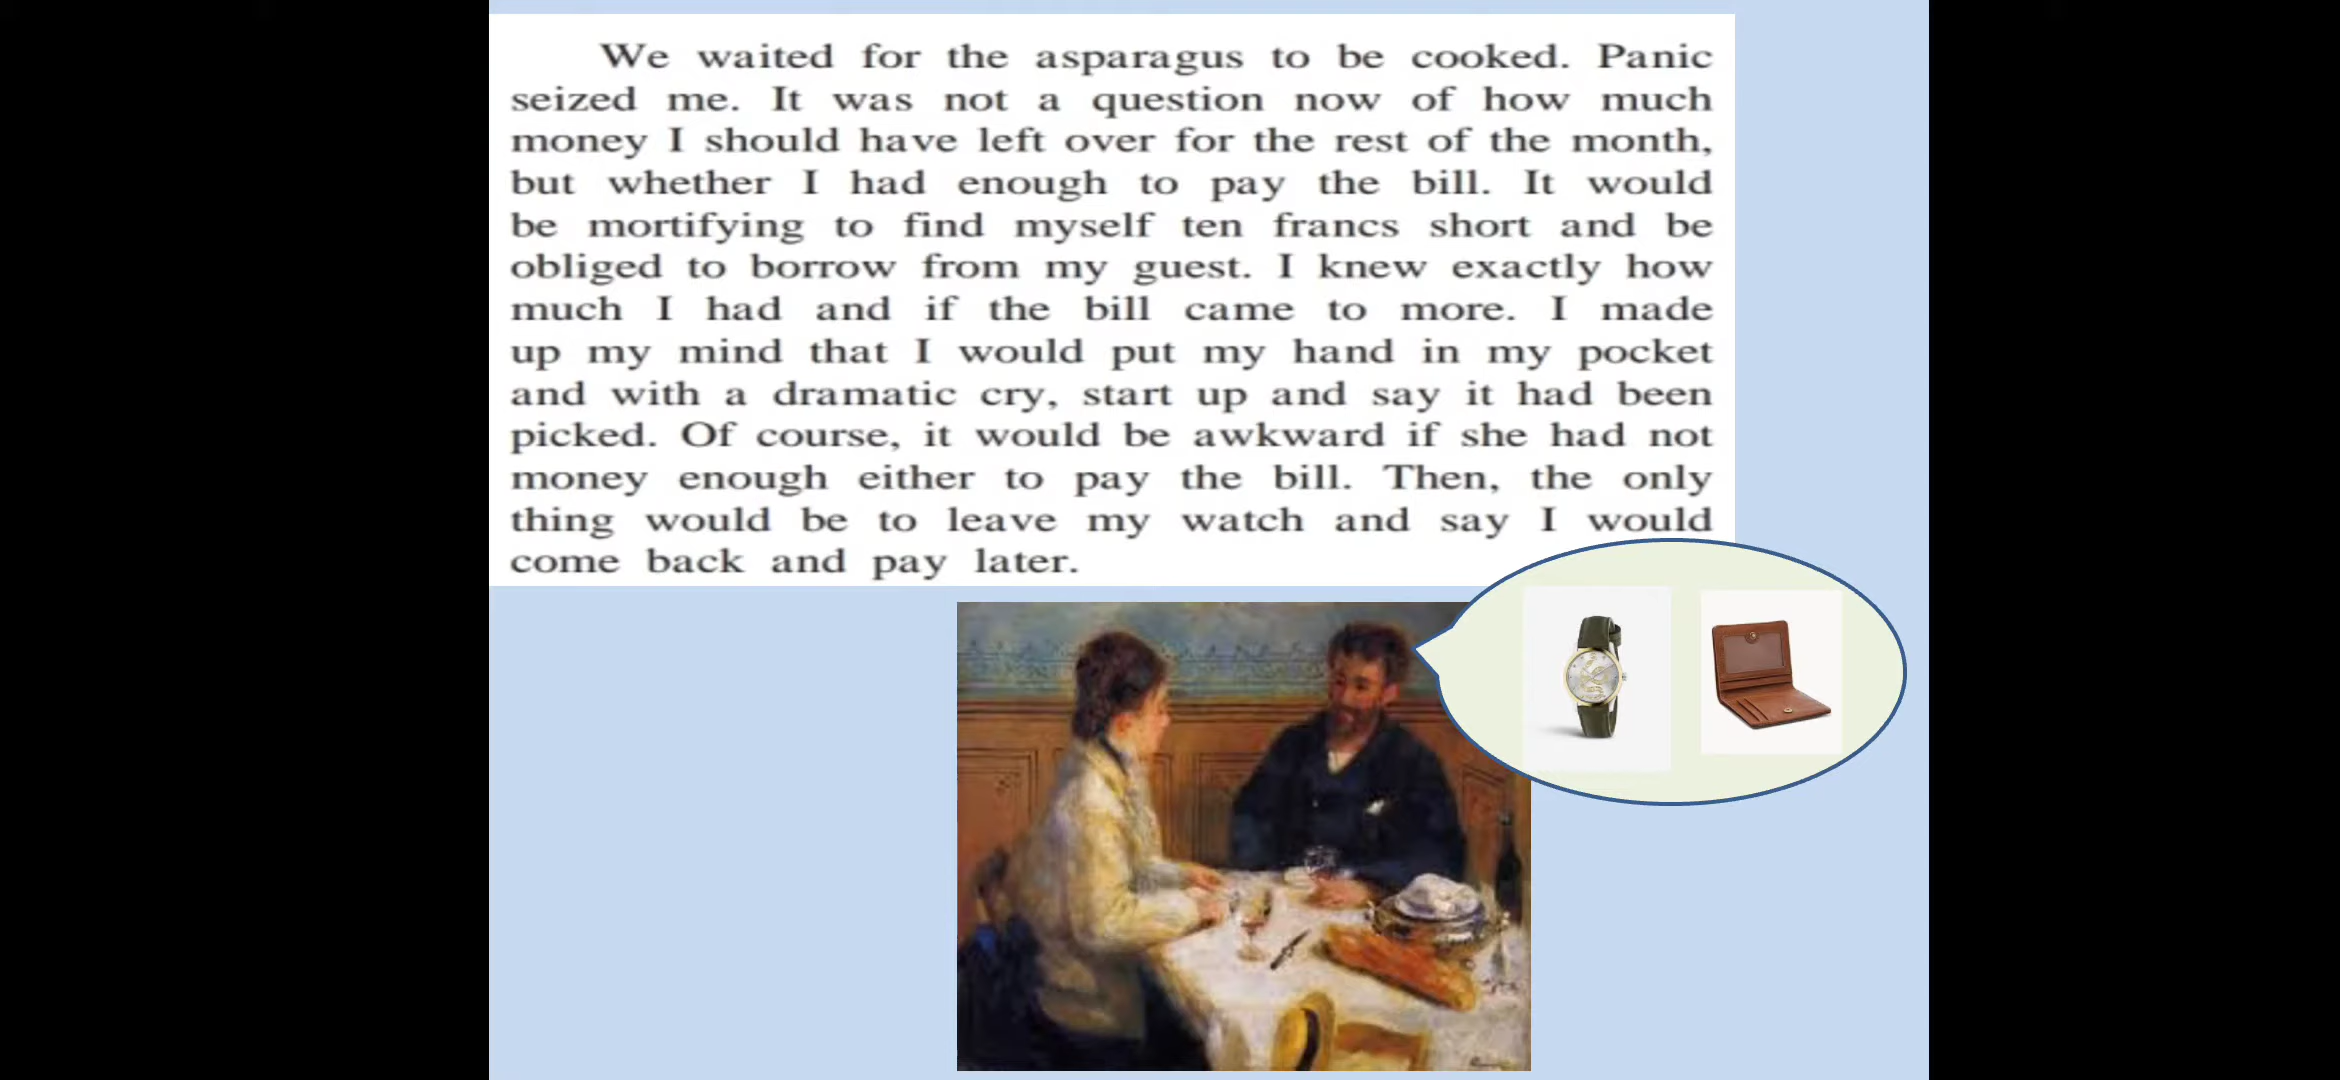 We waited for the asparagus to be cooked. Panic
seized me. It was not a question now of how much
money I should have left over for the rest of the month,
but whether I had enough to pay the bill. It would
be mortifying to find myself ten francs short and be
obliged to borrow from my guest. I knew exactly how
much I had and if the bill came to more. I made
up my mind that I would put my hand in my pocket
and with a dramatic cry, start up and say it had been
picked. Of course, it would be awkward if she had not
money enough either to pay the bill. Then, the only
thing would be to leave my watch and say I would
come back and pay later.